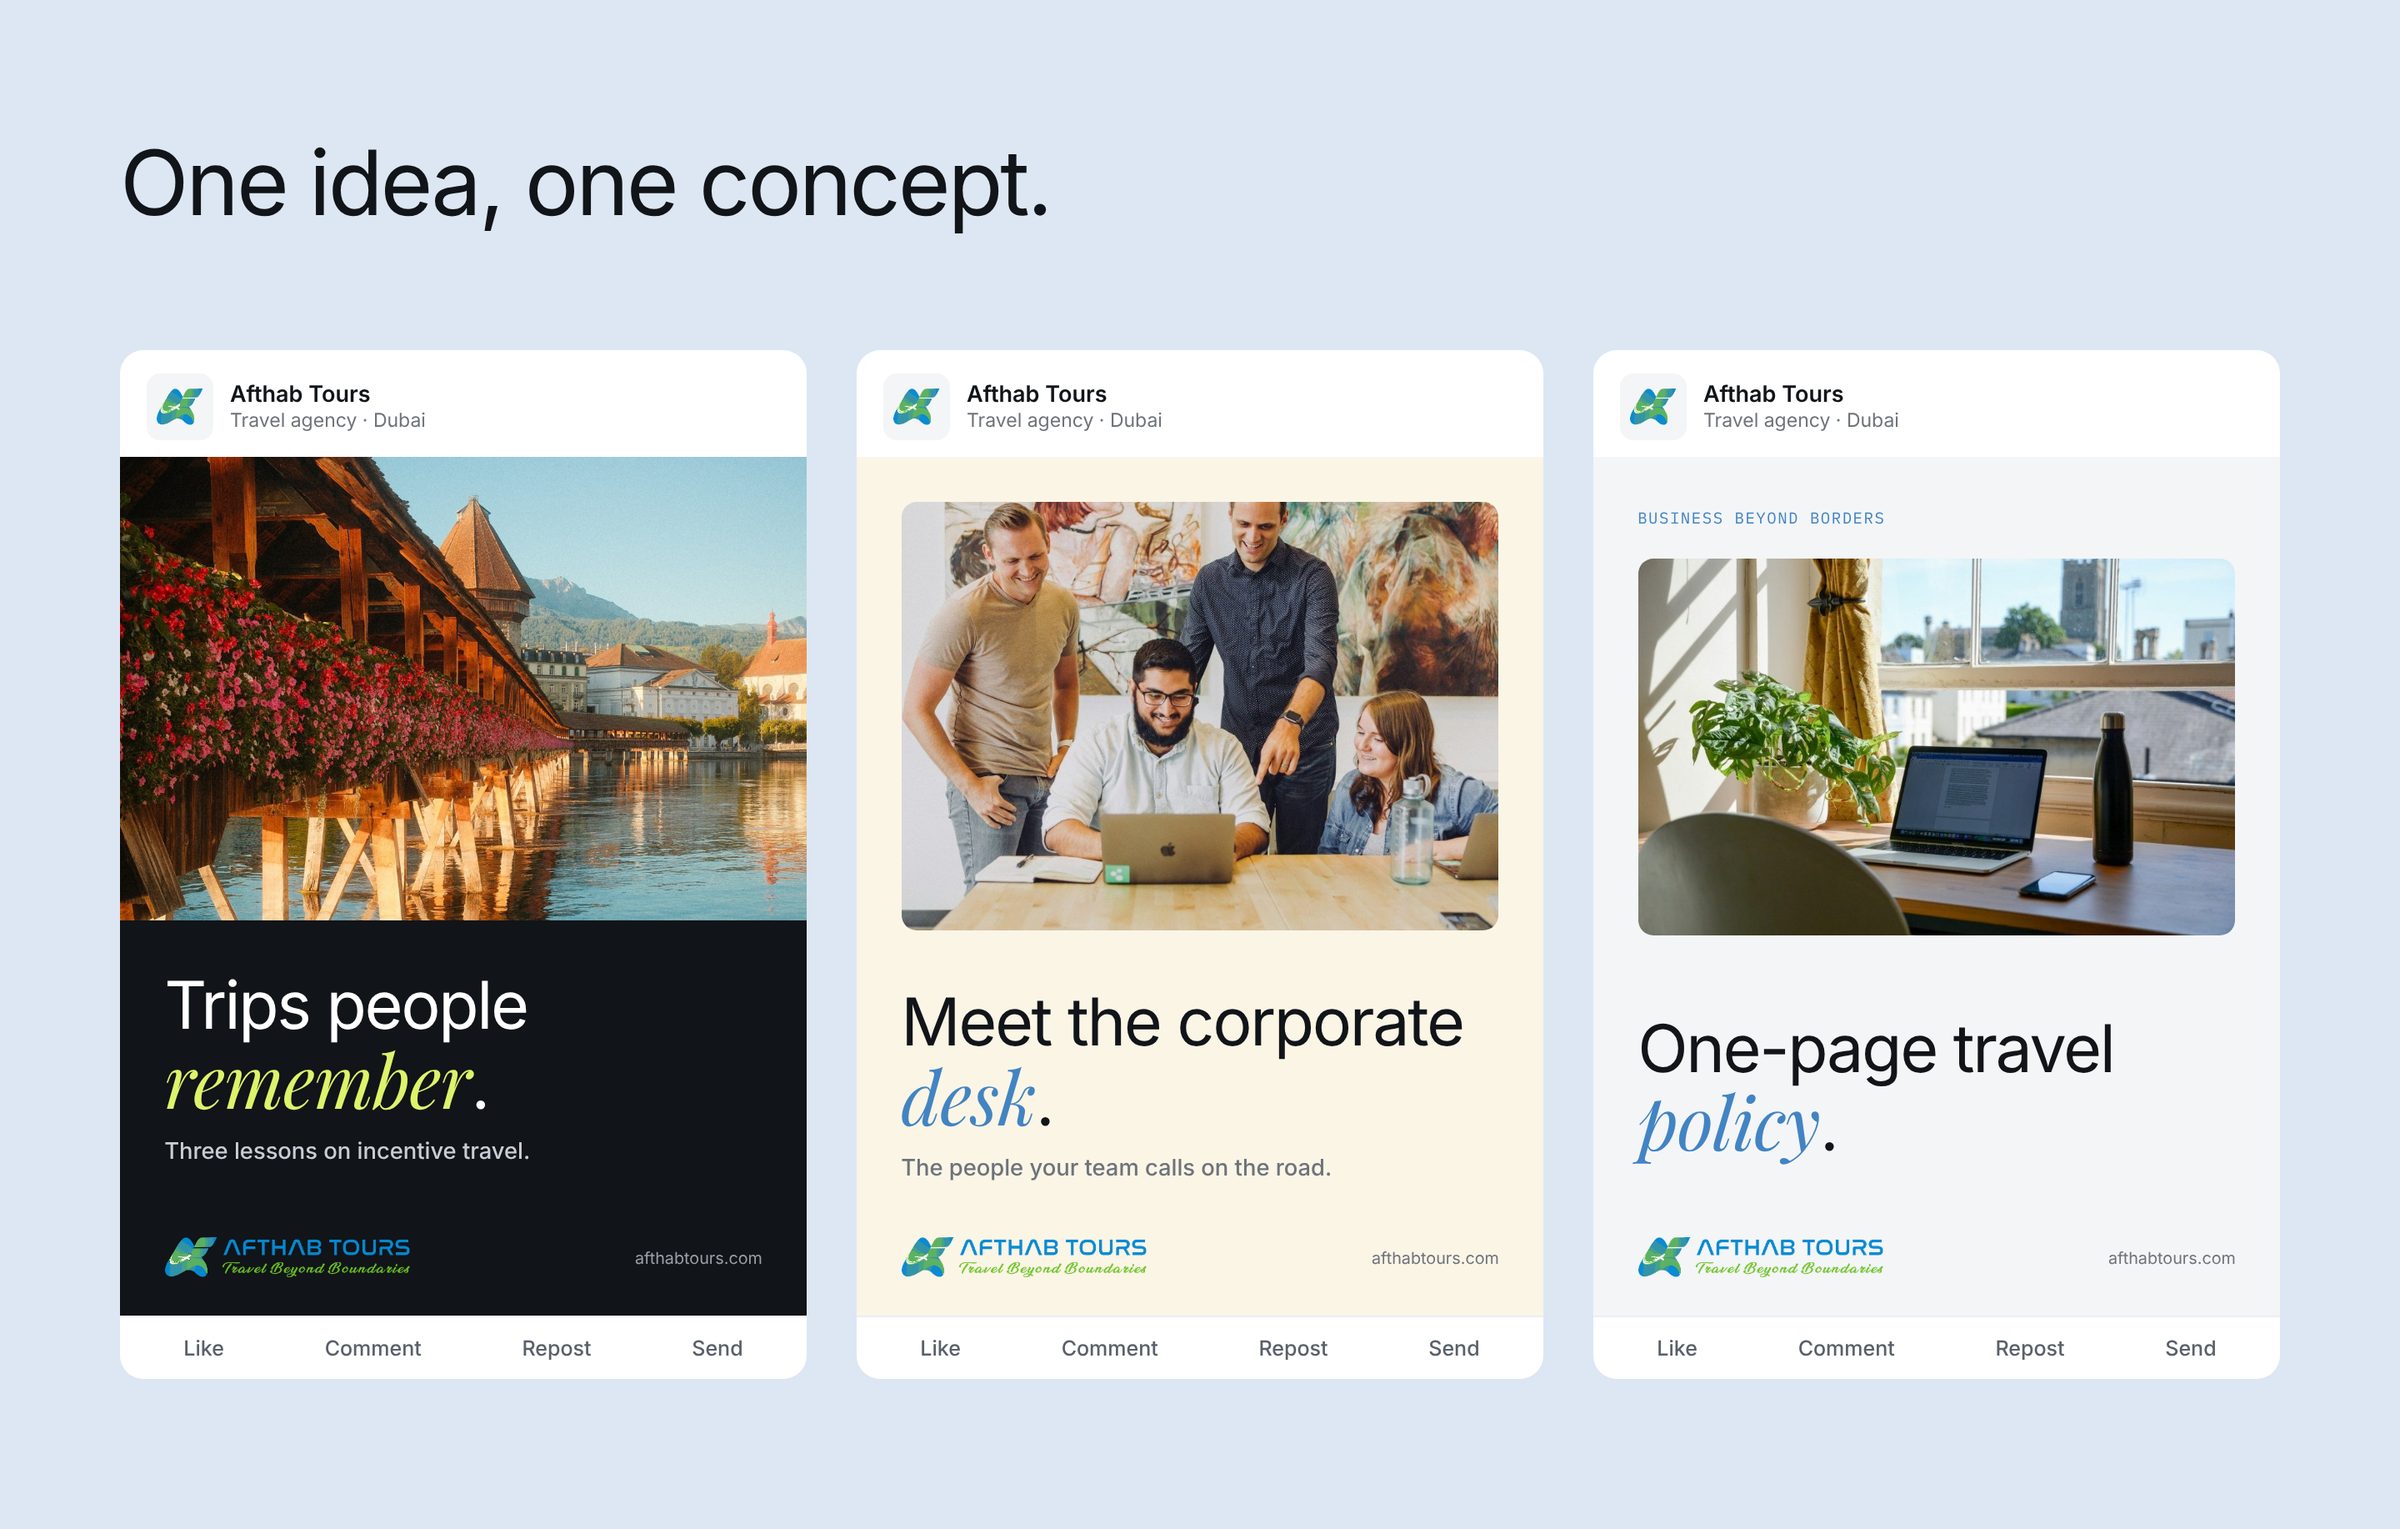 One idea, one concept.
Afthab Tours
Travel agency · Dubai
Trips people
remember.
Three lessons on incentive travel.
AFTHAB TOURS
Travel Beyond Boundaries
afthabtours.com
Like Comment Repost Send
Afthab Tours
Travel agency · Dubai
Meet the corporate
desk.
The people your team calls on the road.
AFTHAB TOURS
Travel Beyond Boundaries
afthabtours.com
Like Comment Repost Send
Afthab Tours
Travel agency · Dubai
BUSINESS BEYOND BORDERS
One-page travel
policy.
AFTHAB TOURS
Travel Beyond Boundaries
afthabtours.com
Like Comment Repost Send